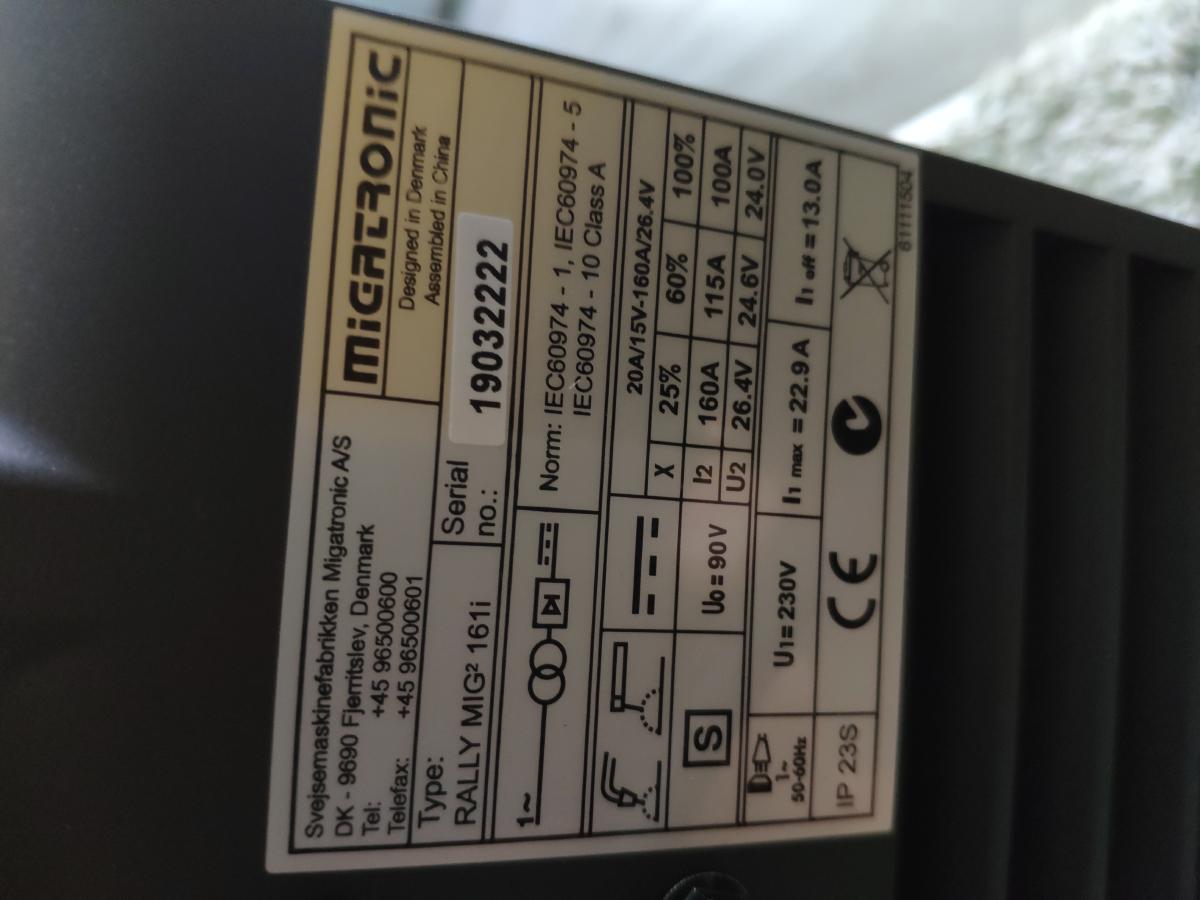 Svejsemaskinefabrikken Migatronic A/S
DK - 9690 Fjerritslev, Denmark
Tel: +45 96500600
Telefax: +45 96500601
MIGATRONIC
Designed in Denmark
Assembled in China
Type:
RALLY MIG² 161i
Serial
no.:
1903222
1~
Norm: IEC60974 - 1, IEC60974 - 5
IEC60974 - 10 Class A
20A/15V-160A/26.4V
X 25% 60% 100%
S
U0 = 90V
I2 160A 115A 100A
U2 26.4V 24.6V 24.0V
1~
50-60Hz
U1 = 230V
I1 max = 22.9A
I1 eff = 13.0A
IP 23S
CE
61111504